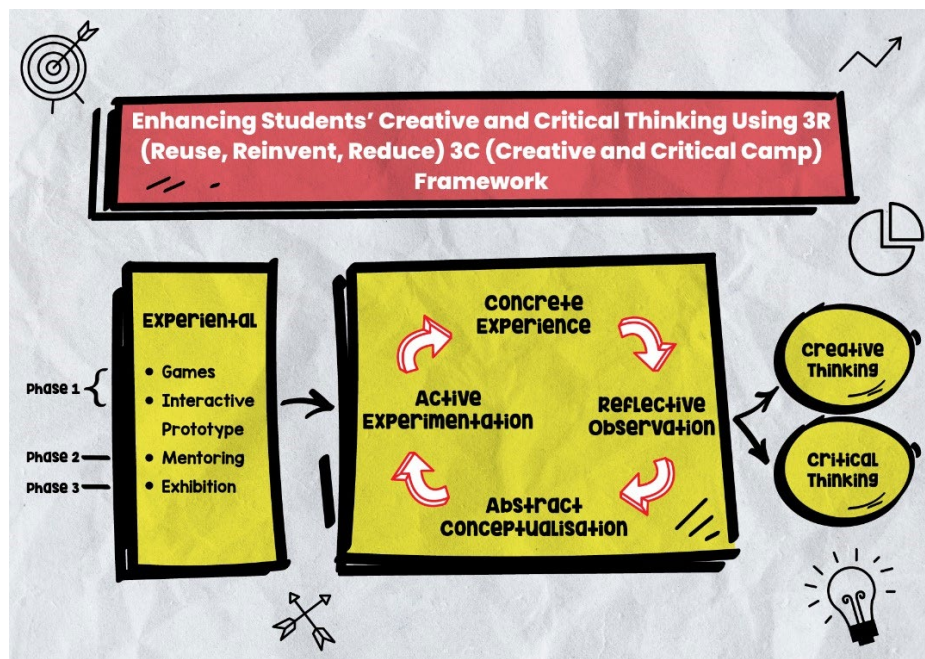 Enhancing Students' Creative and Critical Thinking Using 3R
(Reuse, Reinvent, Reduce) 3C (Creative and Critical Camp)
Framework
Experiential
Phase 1
• Games
• Interactive
Prototype
Phase 2
• Mentoring
Phase 3
• Exhibition
Concrete
Experience
Reflective
Observation
Abstract
Conceptualisation
Active
Experimentation
Creative
Thinking
Critical
Thinking